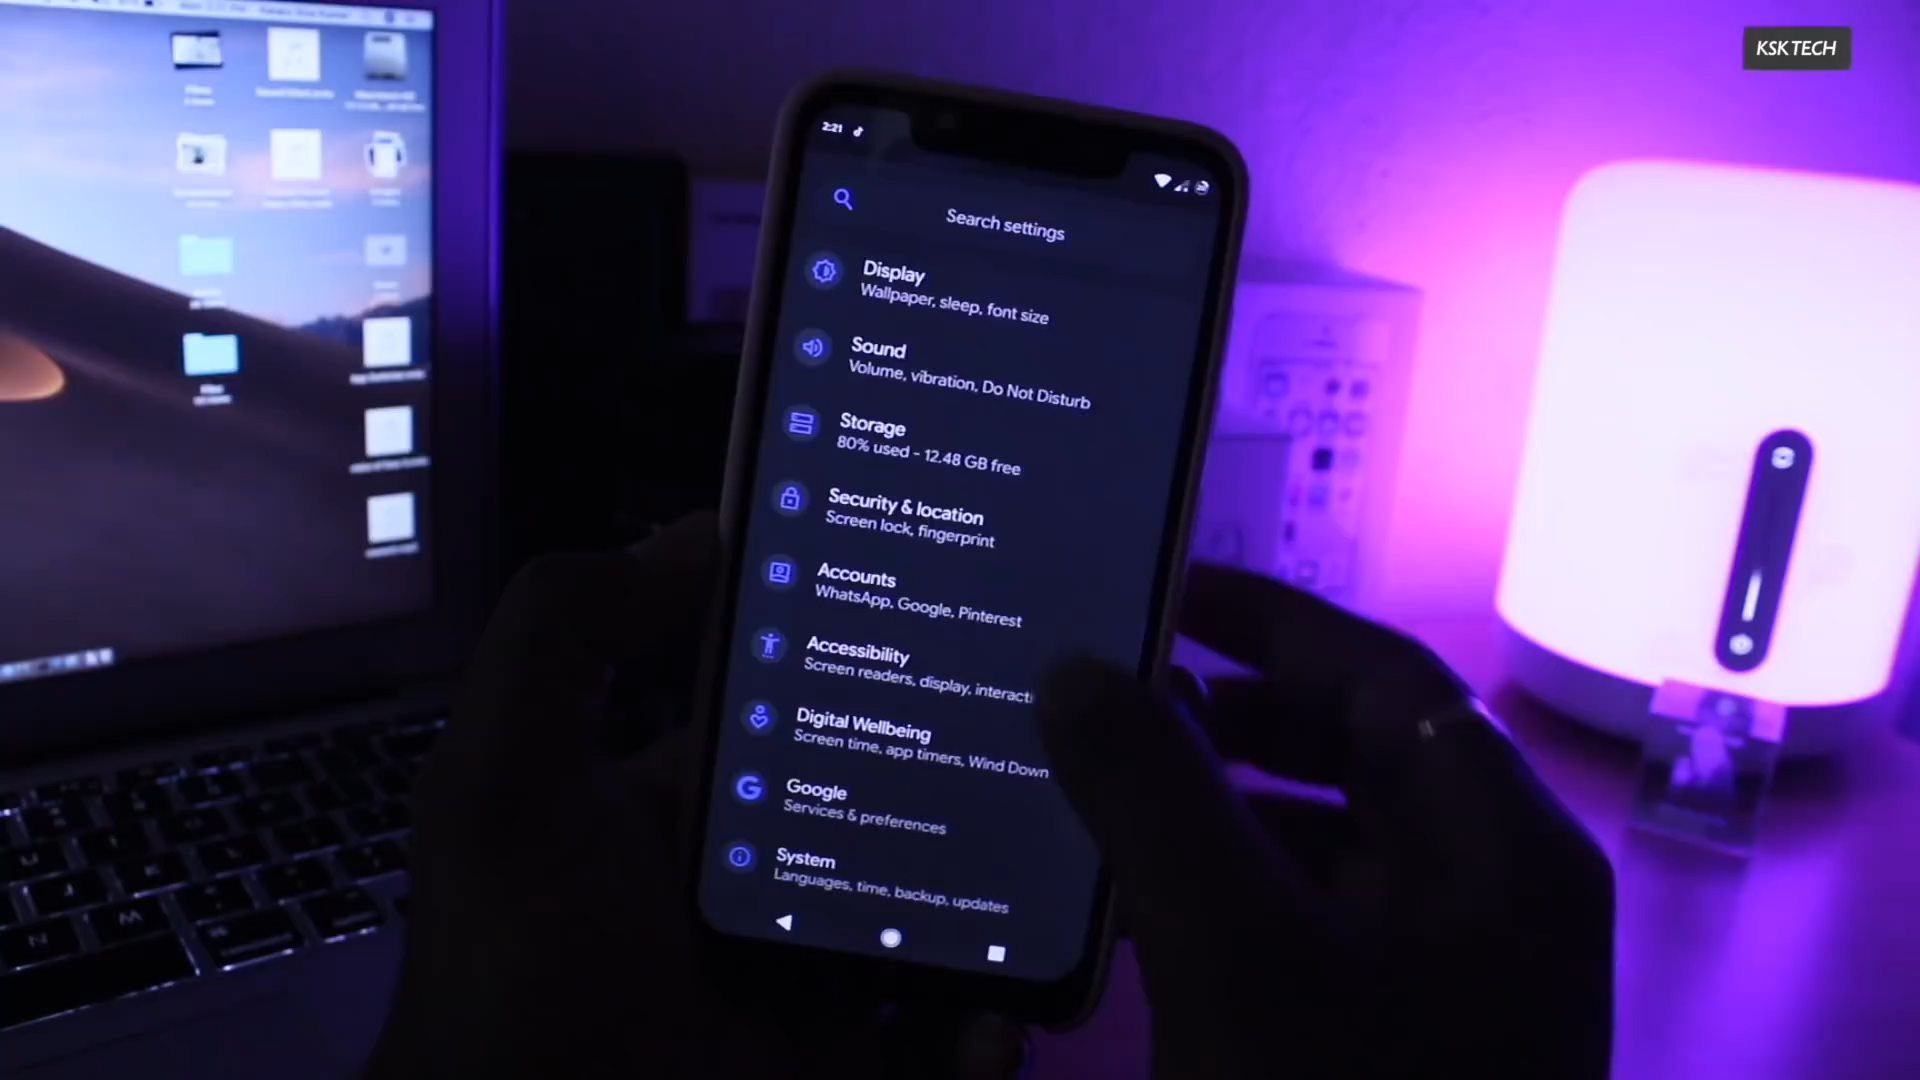 KSK TECH
2:21
Search settings
Display
Wallpaper, sleep, font size
Sound
Volume, vibration, Do Not Disturb
Storage
80% used - 12.48 GB free
Security & location
Screen lock, fingerprint
Accounts
WhatsApp, Google, Pinterest
Accessibility
Screen readers, display, interacti
Digital Wellbeing
Screen time, app timers, Wind Down
Google
Services & preferences
System
Languages, time, backup, updates
U
J
M
N